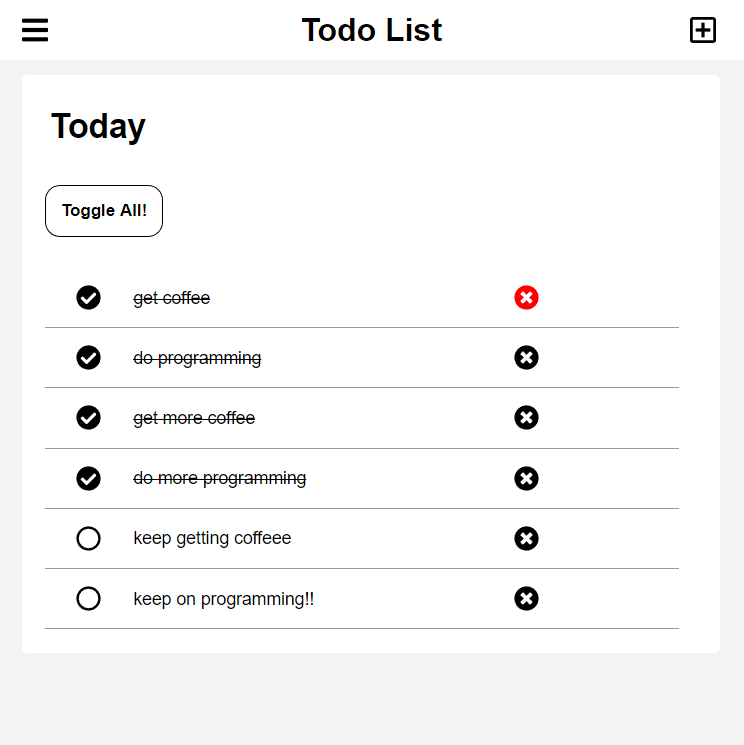 Todo List
Today
Toggle All!
get coffee
do programming
get more coffee
do more programming
keep getting coffeee
keep on programming!!